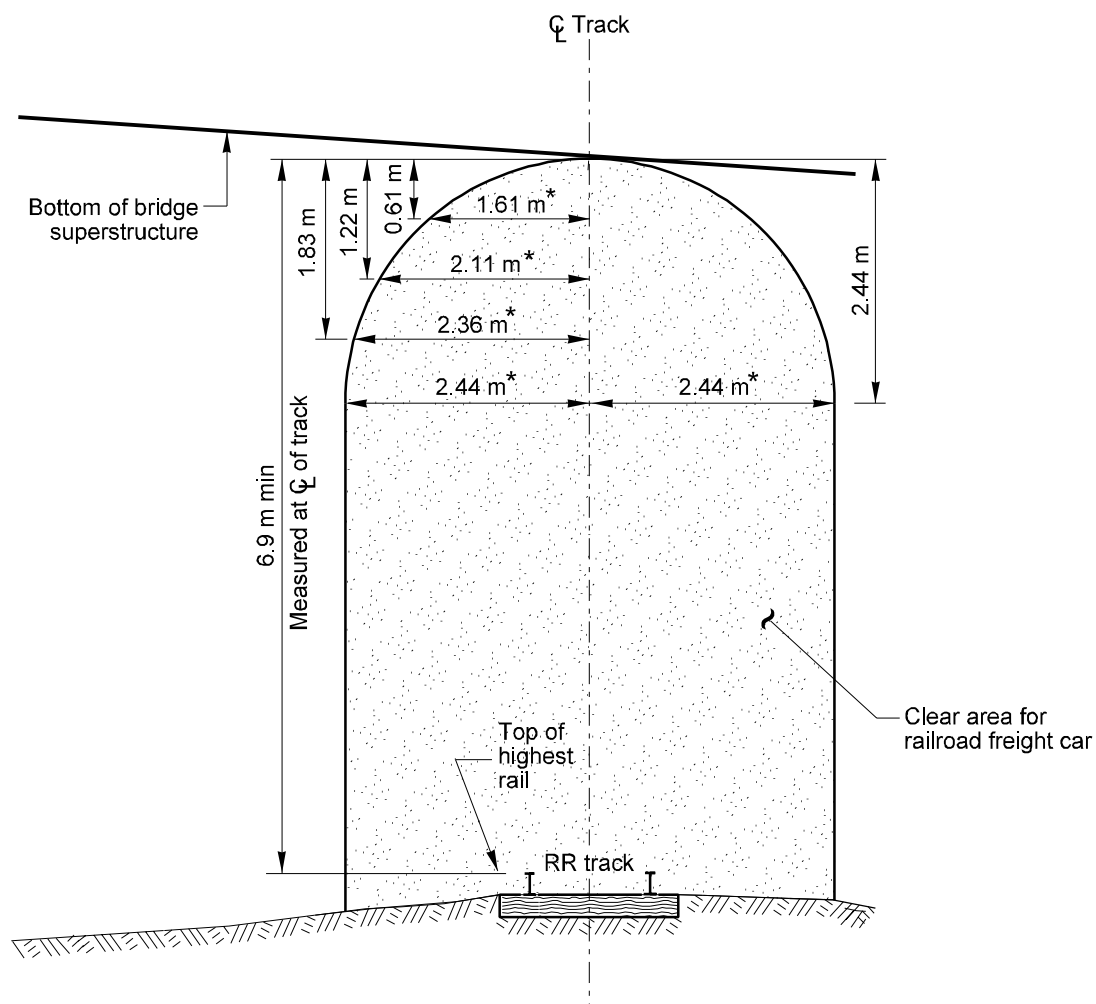 ℄ Track
Bottom of bridge
superstructure
1.83 m
1.22 m
0.61 m
1.61 m*
2.11 m*
2.36 m*
2.44 m*
2.44 m*
2.44 m
6.9 m min
Measured at ℄ of track
Clear area for
railroad freight car
Top of
highest
rail
RR track